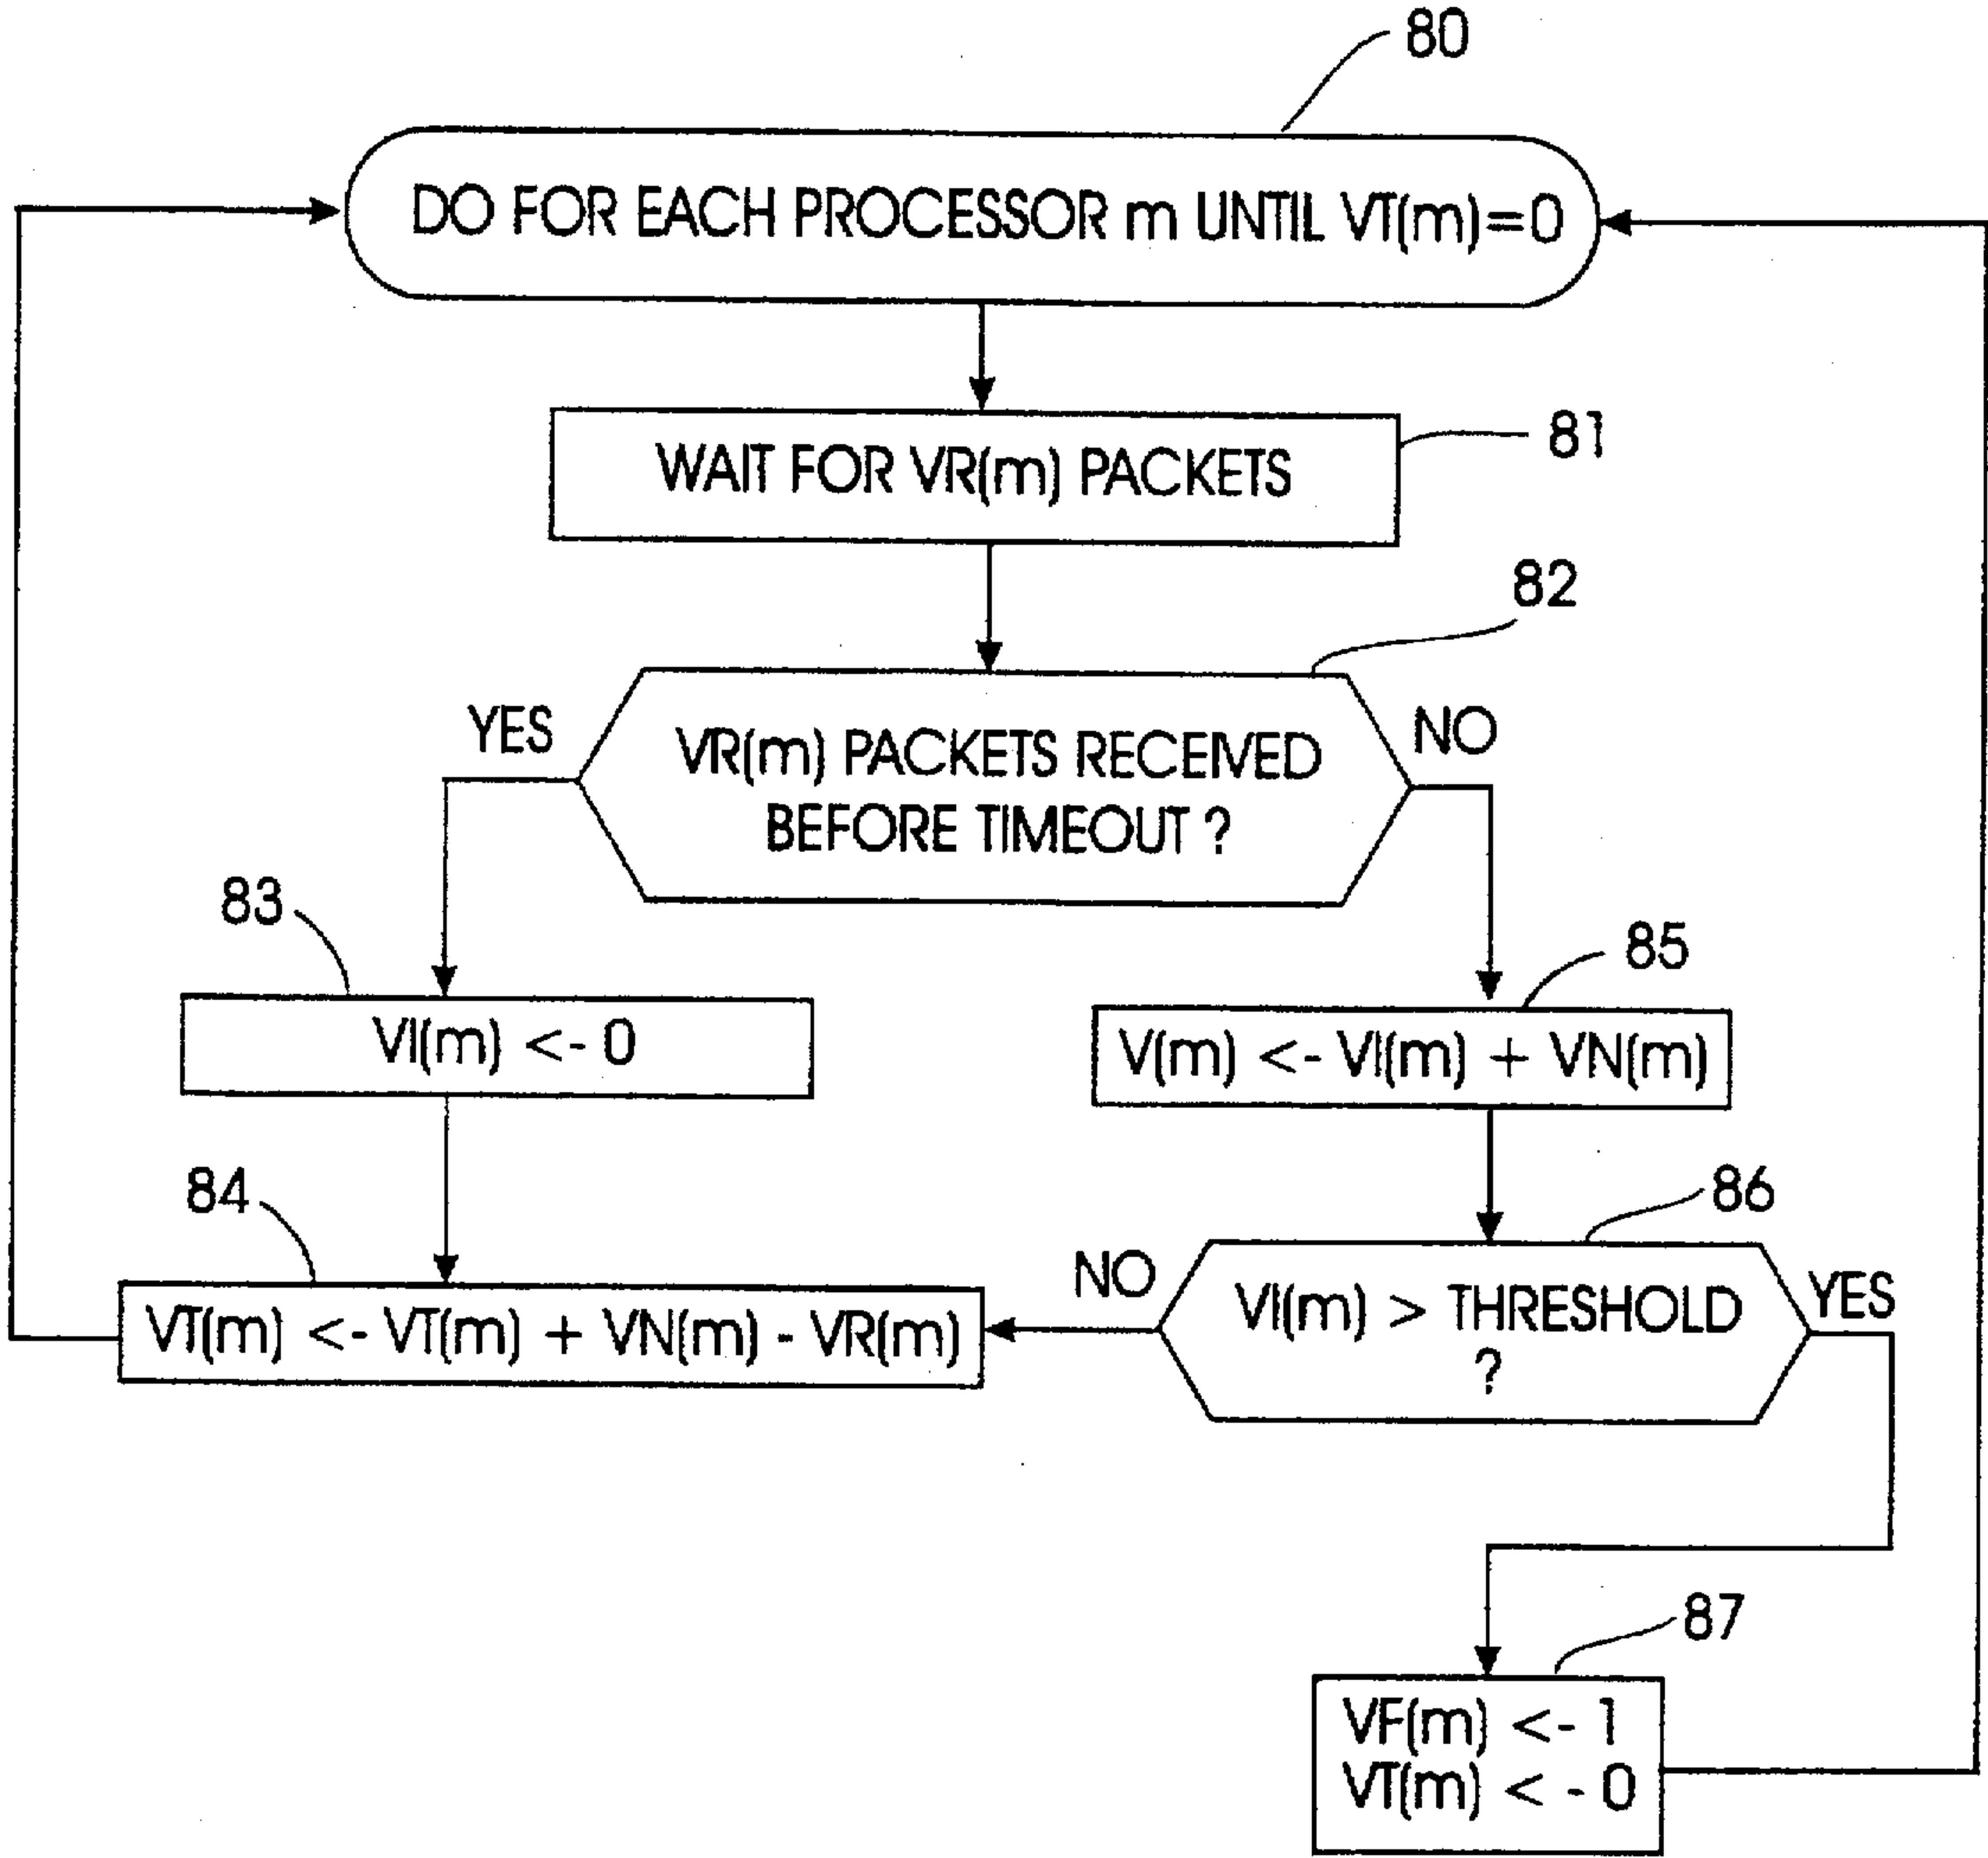 80
DO FOR EACH PROCESSOR m UNTIL VT(m)=0
WAIT FOR VR(m) PACKETS
81
82
YES
NO
VR(m) PACKETS RECEIVED
BEFORE TIMEOUT ?
83
VI(m) <- 0
85
V(m) <- VI(m) + VN(m)
84
VT(m) <- VT(m) + VN(m) - VR(m)
86
NO
VI(m) > THRESHOLD
?
YES
87
VF(m) <- 1
VT(m) < - 0